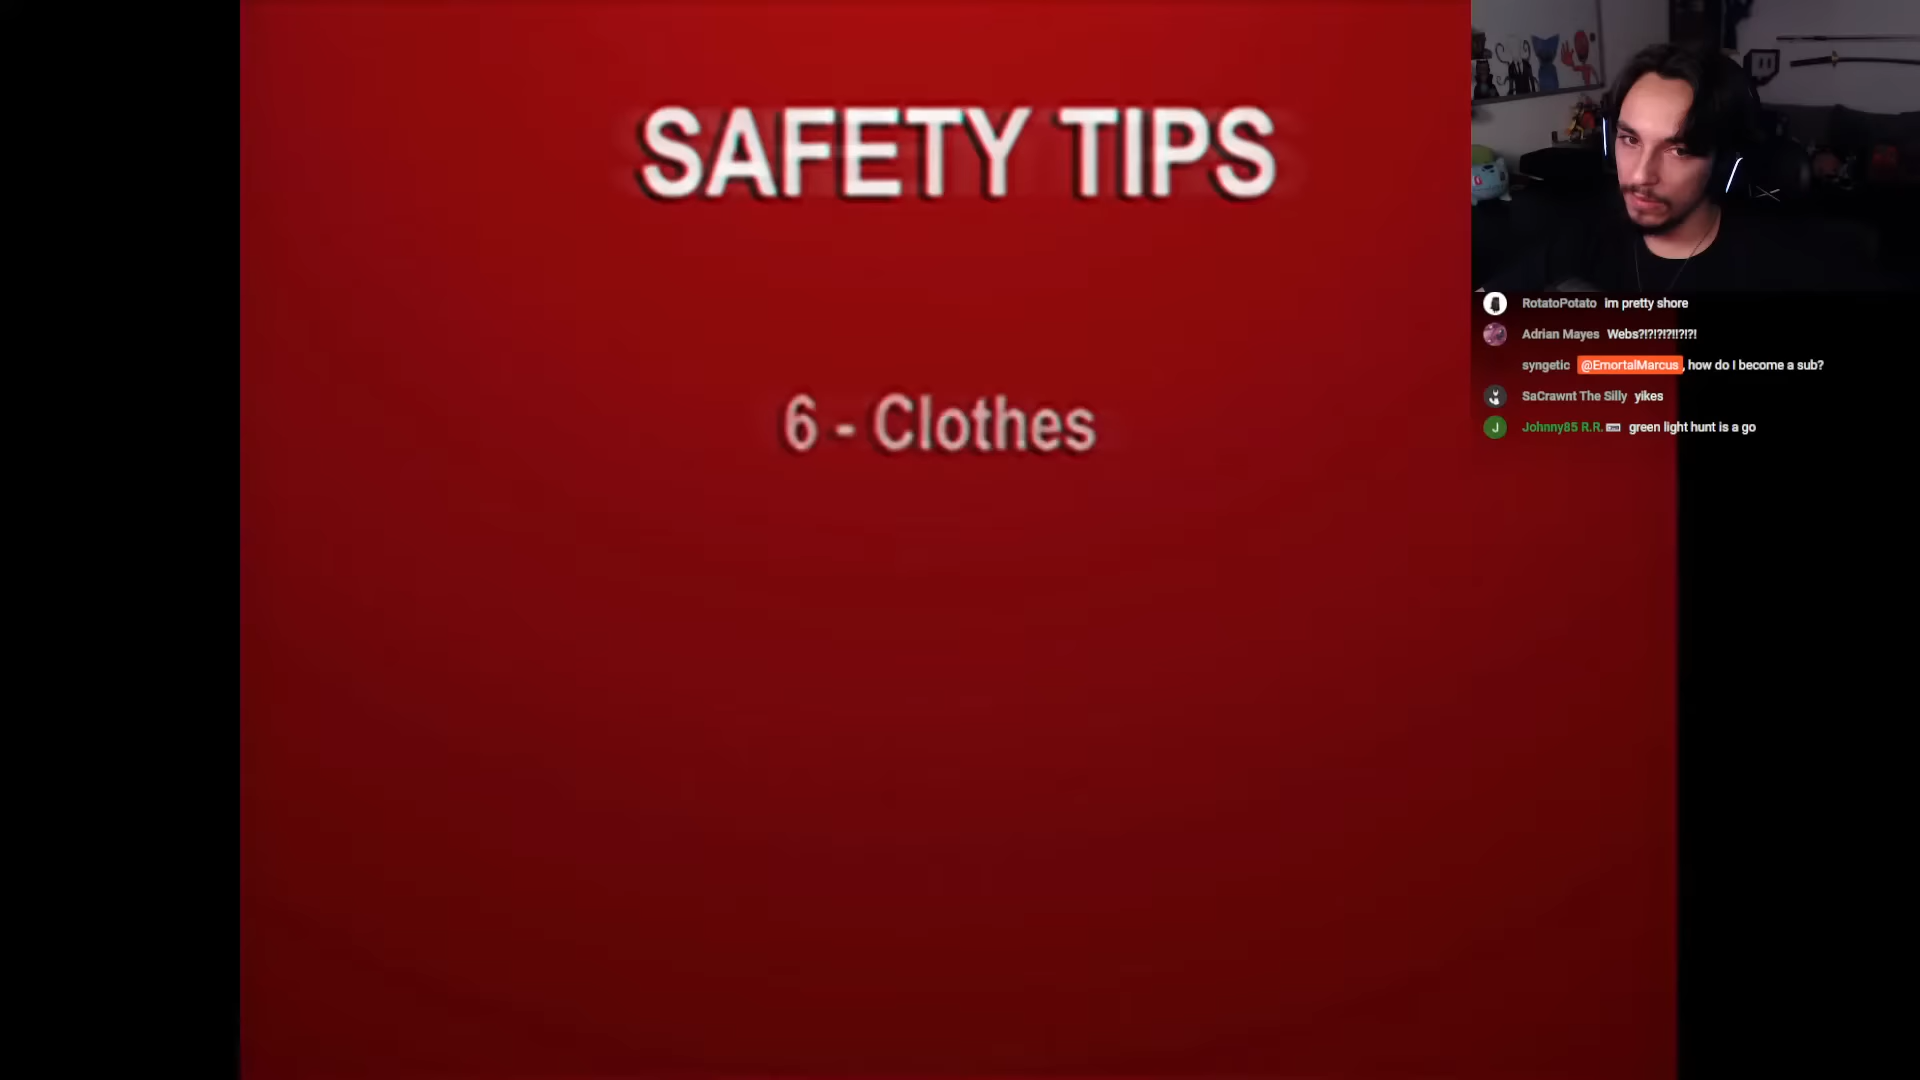 SAFETY TIPS
6 - Clothes
RotatoPotato im pretty shore
Adrian Mayes Webs?!?!?!?!!?!?!
syngetic @EmortalMarcus, how do I become a sub?
SaCrawnt The Silly yikes
J Johnny85 R.R. green light hunt is a go